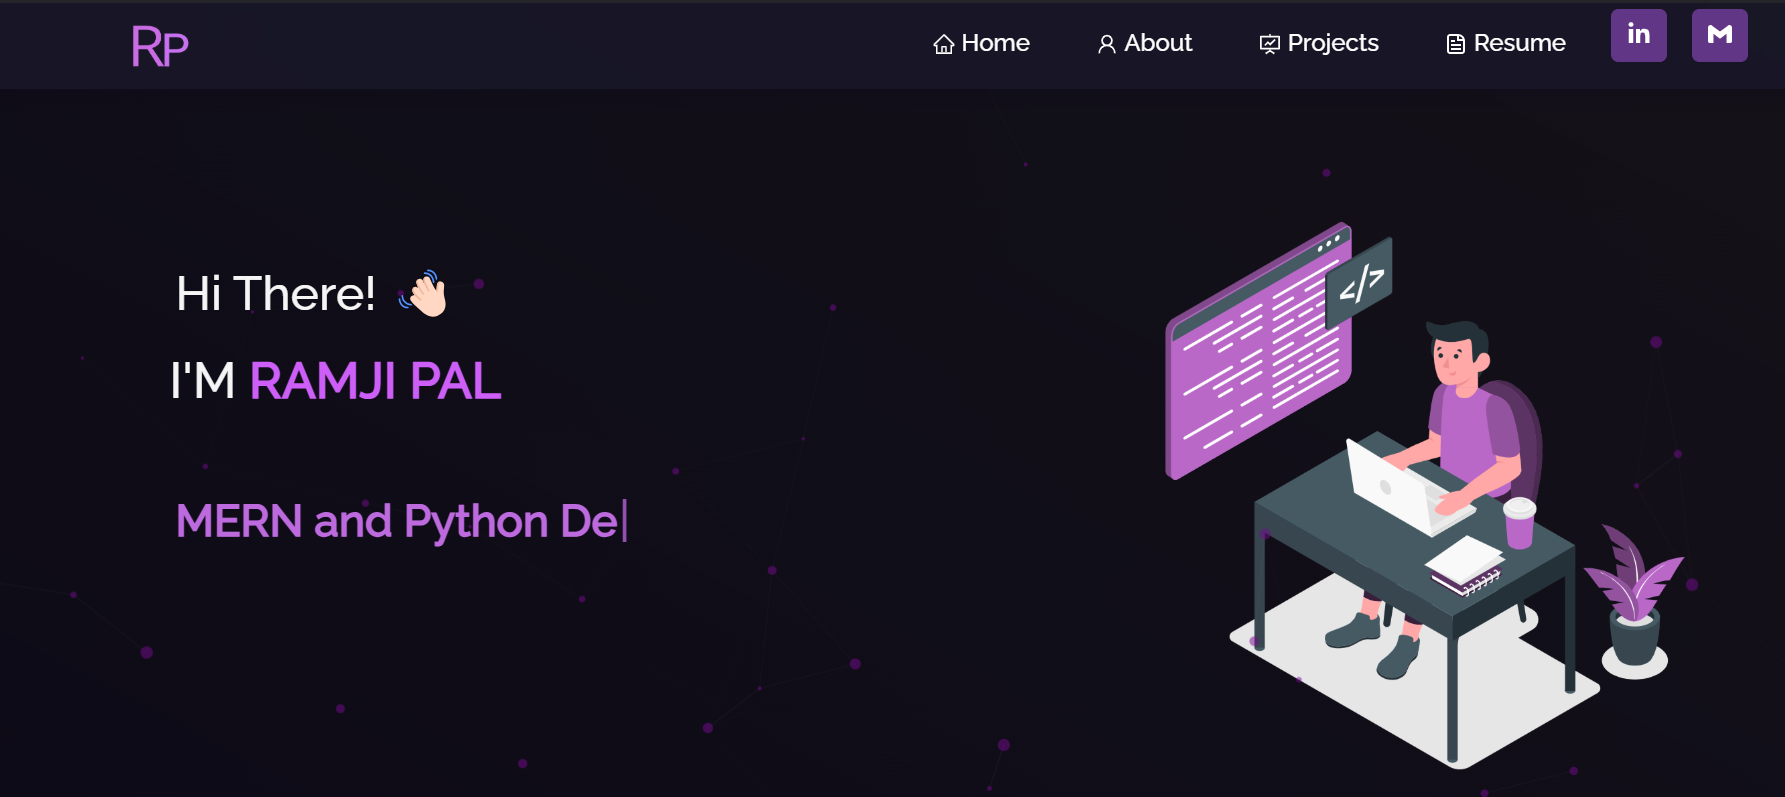 RP
Home
About
Projects
Resume
in
M
Hi There!
I'M RAMJI PAL
MERN and Python De
</>